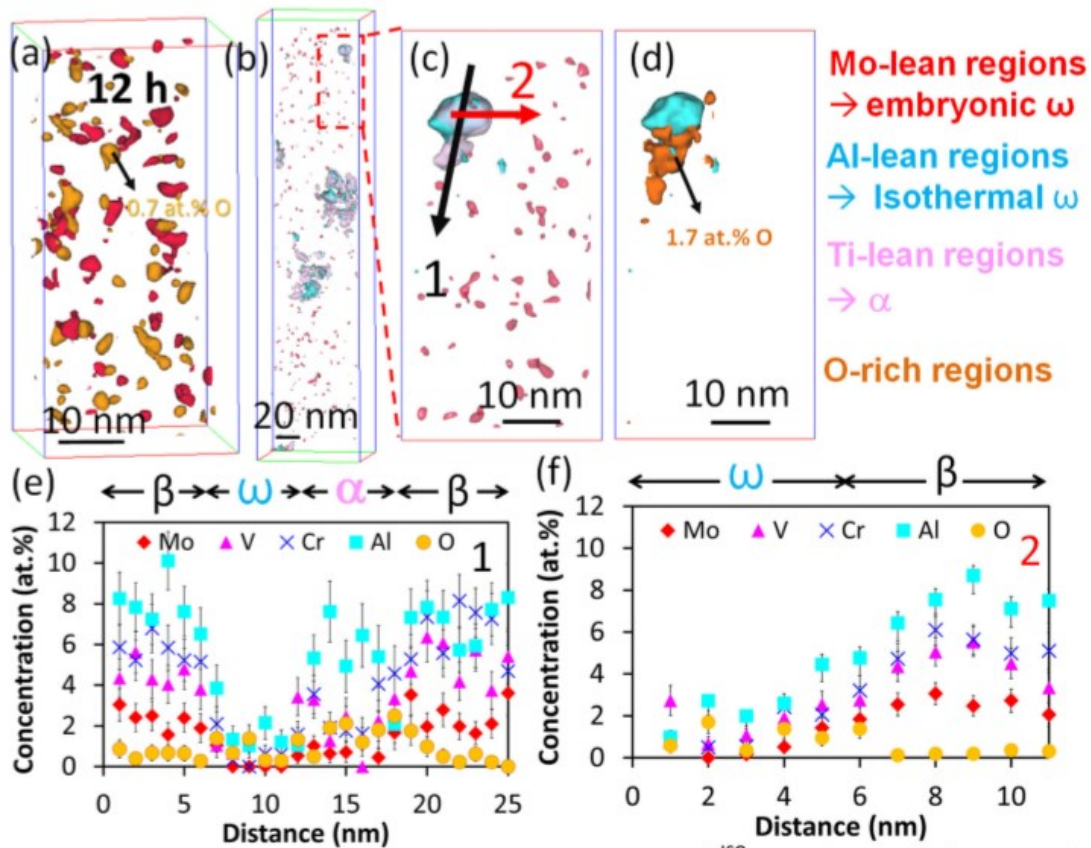 (a)
12 h
0.7 at.% O
10 nm
(b)
20 nm
(c)
2
1
10 nm
(d)
1.7 at.% O
10 nm
Mo-lean regions
→ embryonic ω
Al-lean regions
→ Isothermal ω
Ti-lean regions
→ α
O-rich regions
(e)
β ω α β
Mo V Cr Al O
1
Concentration (at.%)
12
10
8
6
4
2
0
0 5 10 15 20 25
Distance (nm)
(f)
ω β
Mo V Cr Al O
2
Concentration (at.%)
12
10
8
6
4
2
0
0 2 4 6 8 10
Distance (nm)